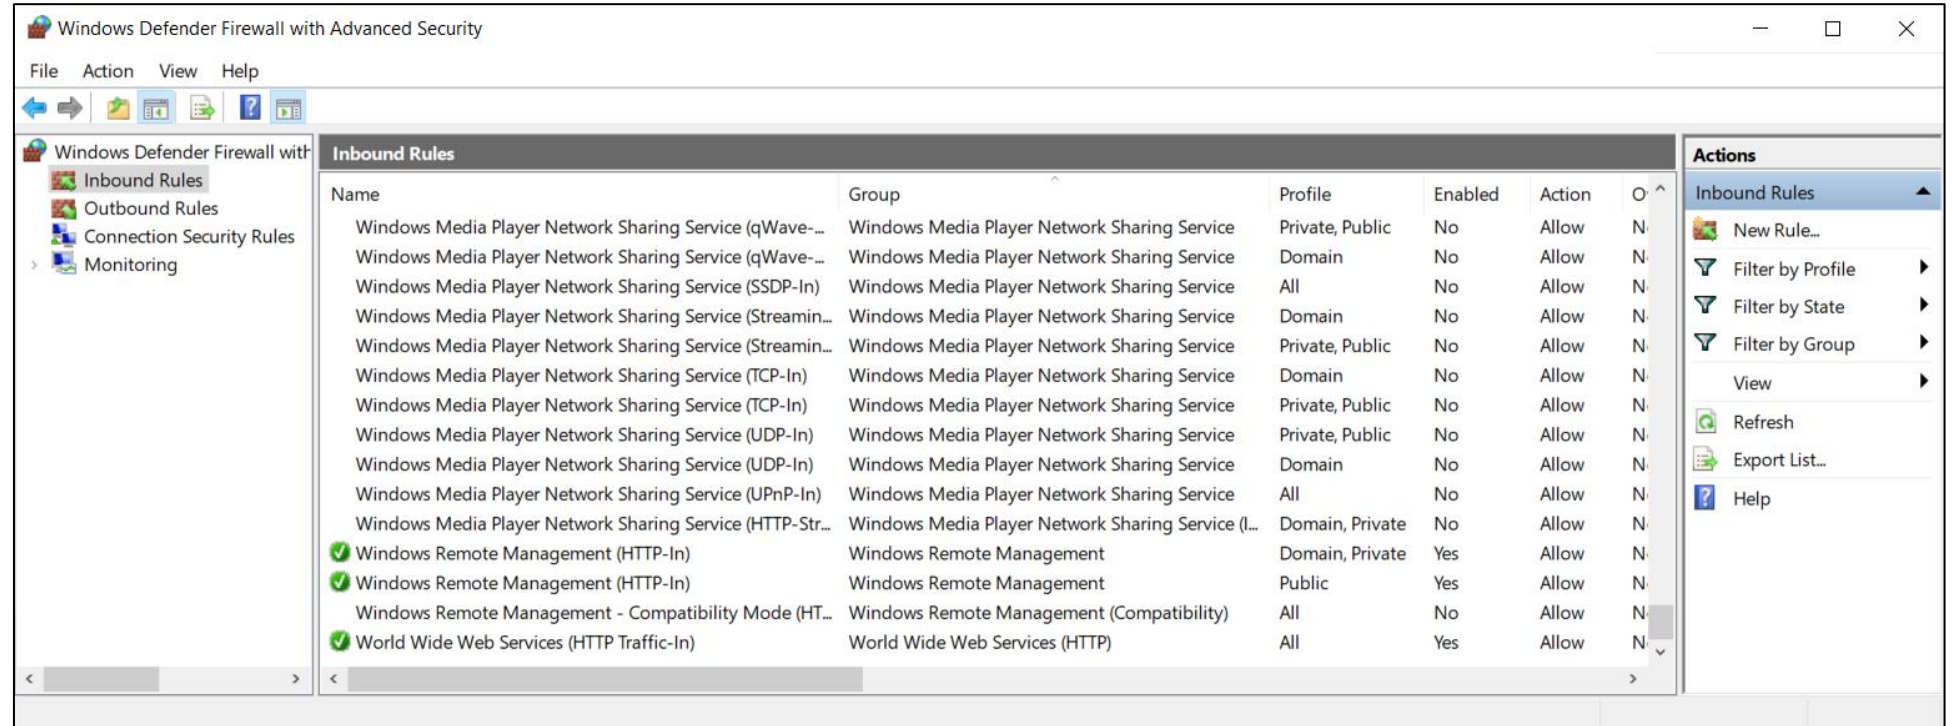 Windows Defender Firewall with Advanced Security
File Action View Help
Windows Defender Firewall with
Inbound Rules
Outbound Rules
Connection Security Rules
Monitoring
Inbound Rules
Name Group Profile Enabled Action O
Windows Media Player Network Sharing Service (qWave-... Windows Media Player Network Sharing Service Private, Public No Allow N
Windows Media Player Network Sharing Service (qWave-... Windows Media Player Network Sharing Service Domain No Allow N
Windows Media Player Network Sharing Service (SSDP-In) Windows Media Player Network Sharing Service All No Allow N
Windows Media Player Network Sharing Service (Streamin... Windows Media Player Network Sharing Service Domain No Allow N
Windows Media Player Network Sharing Service (Streamin... Windows Media Player Network Sharing Service Private, Public No Allow N
Windows Media Player Network Sharing Service (TCP-In) Windows Media Player Network Sharing Service Domain No Allow N
Windows Media Player Network Sharing Service (TCP-In) Windows Media Player Network Sharing Service Private, Public No Allow N
Windows Media Player Network Sharing Service (UDP-In) Windows Media Player Network Sharing Service Private, Public No Allow N
Windows Media Player Network Sharing Service (UDP-In) Windows Media Player Network Sharing Service Domain No Allow N
Windows Media Player Network Sharing Service (UPnP-In) Windows Media Player Network Sharing Service All No Allow N
Windows Media Player Network Sharing Service (HTTP-Str... Windows Media Player Network Sharing Service (I... Domain, Private No Allow N
Windows Remote Management (HTTP-In) Windows Remote Management Domain, Private Yes Allow N
Windows Remote Management (HTTP-In) Windows Remote Management Public Yes Allow N
Windows Remote Management - Compatibility Mode (HT... Windows Remote Management (Compatibility) All No Allow N
World Wide Web Services (HTTP Traffic-In) World Wide Web Services (HTTP) All Yes Allow N
Actions
Inbound Rules
New Rule...
Filter by Profile
Filter by State
Filter by Group
View
Refresh
Export List...
Help